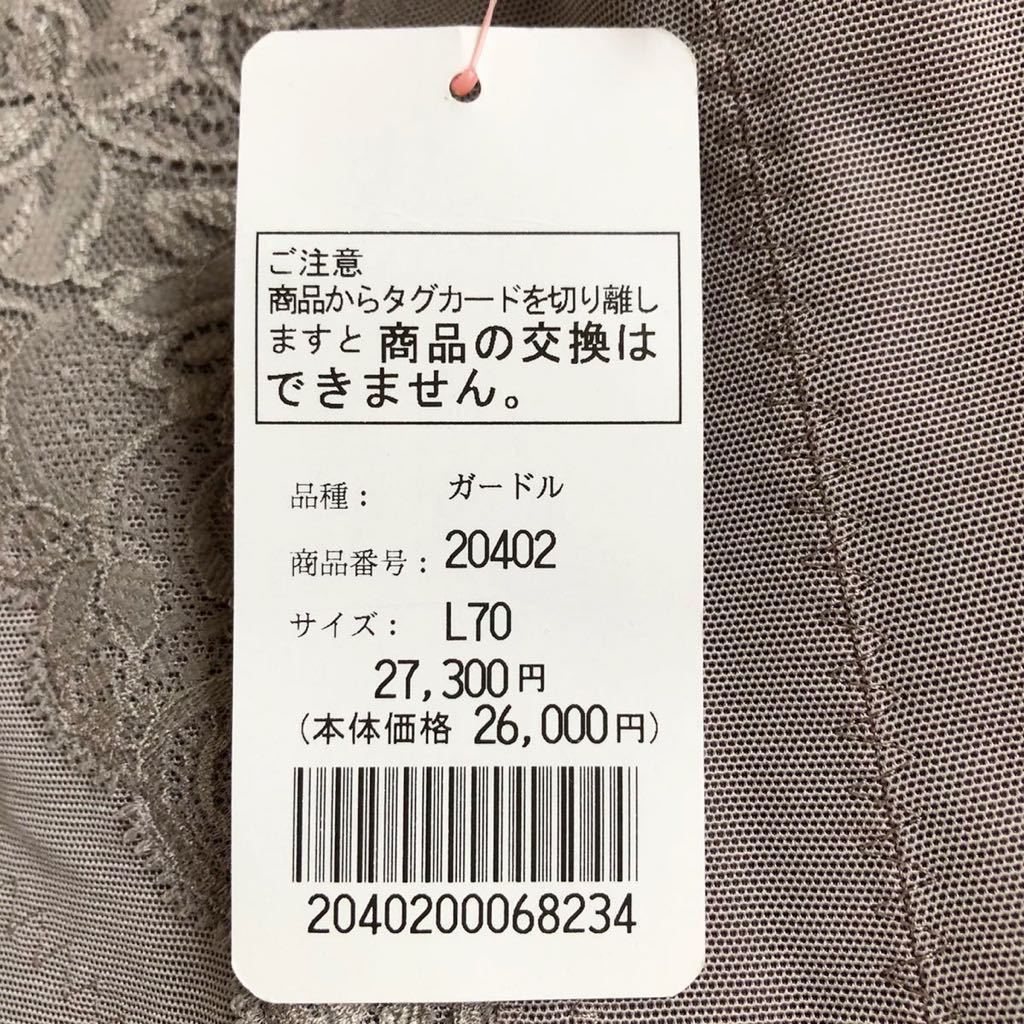 ご注意
商品からタグカードを切り離し
ますと 商品の交換は
できません。
品種: ガードル
商品番号: 20402
サイズ: L70
27,300円
(本体価格 26,000円)
2040200068234